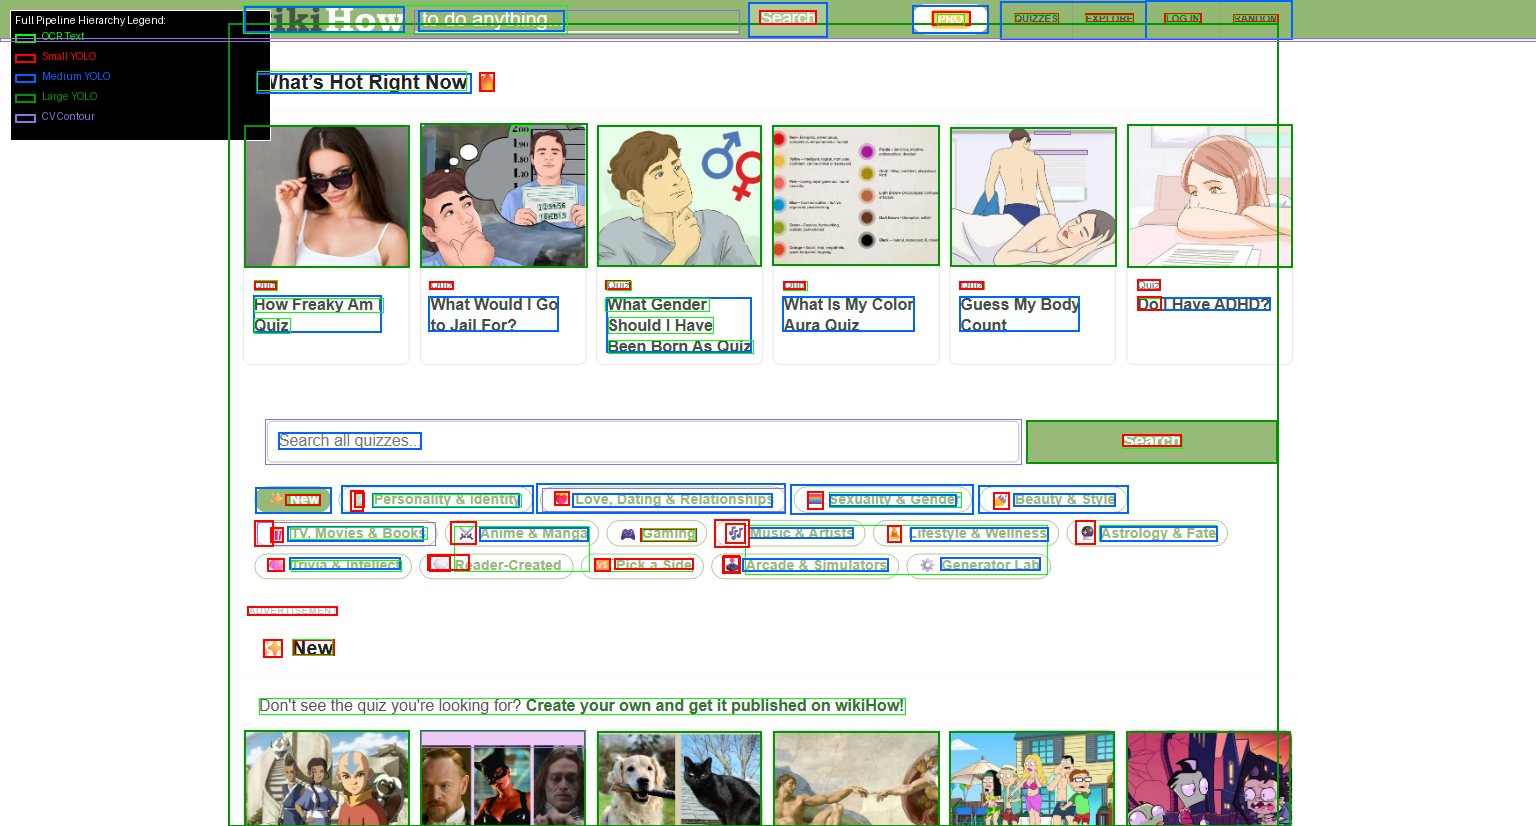 Full Pipeline Hierarchy Legend:
OCR Text
Small YOLO
Medium YOLO
Large YOLO
CV Contour
wikiHow
to do anything...
Search
PRO
QUIZZES
EXPLORE
LOG IN
RANDOM
What's Hot Right Now
Quiz
How Freaky Am I
Quiz
Quiz
What Would I Go
to Jail For?
Quiz
What Gender
Should I Have
Been Born As Quiz
Quiz
What Is My Color
Aura Quiz
Quiz
Guess My Body
Count
Quiz
Do I Have ADHD?
Search all quizzes...
Search
New
Personality & Identity
Love, Dating & Relationships
Sexuality & Gender
Beauty & Style
TV, Movies & Books
Anime & Manga
Gaming
Music & Artists
Lifestyle & Wellness
Astrology & Fate
Trivia & Intellect
Reader-Created
VS
Pick a Side
Arcade & Simulators
Generator Lab
ADVERTISEMENT
New
Don't see the quiz you're looking for? Create your own and get it published on wikiHow!